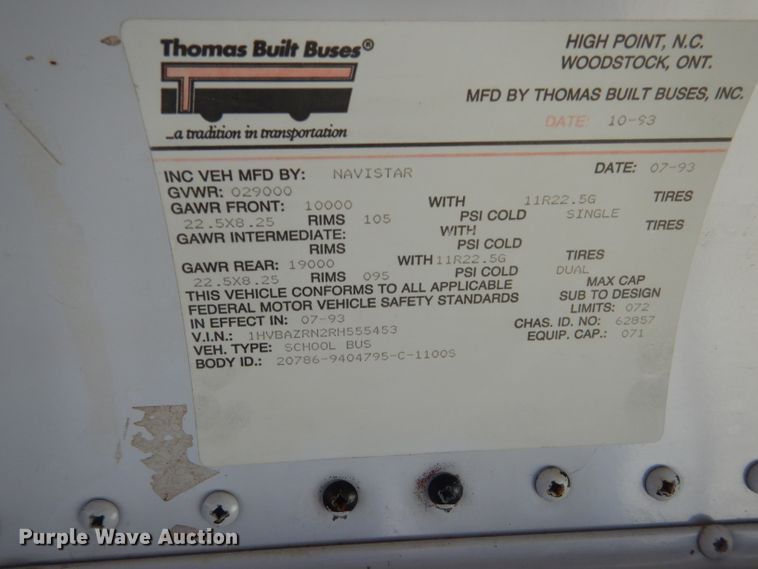 Thomas Built Buses®
...a tradition in transportation
HIGH POINT, N.C.
WOODSTOCK, ONT.
MFD BY THOMAS BUILT BUSES, INC.
DATE: 10-93
INC VEH MFD BY: NAVISTAR DATE: 07-93
GVWR: 029000
GAWR FRONT: 10000 WITH 11R22.5G TIRES
22.5X8.25 RIMS 105 PSI COLD SINGLE
GAWR INTERMEDIATE: WITH TIRES
RIMS PSI COLD
GAWR REAR: 19000 WITH 11R22.5G TIRES
22.5X8.25 RIMS 095 PSI COLD DUAL
THIS VEHICLE CONFORMS TO ALL APPLICABLE MAX CAP
FEDERAL MOTOR VEHICLE SAFETY STANDARDS SUB TO DESIGN
IN EFFECT IN: 07-93 LIMITS: 072
V.I.N.: 1HVBAZRN2RH555453 CHAS. ID. NO: 62857
VEH. TYPE: SCHOOL BUS EQUIP. CAP.: 071
BODY ID.: 20786-9404795-C-1100S
Purple Wave Auction